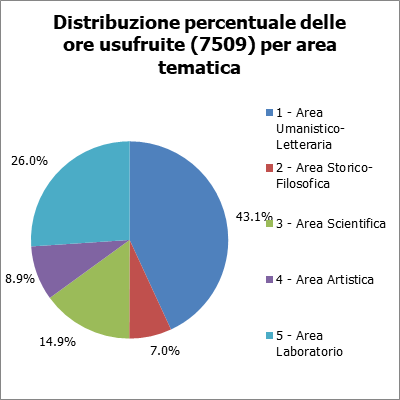 Distribuzione percentuale delle
ore usufruite (7509) per area
tematica
1 - Area
Umanistico-
Letteraria
2 - Area Storico-
Filosofica
3 - Area Scientifica
4 - Area Artistica
5 - Area
Laboratorio
26.0%
43.1%
8.9%
14.9%
7.0%